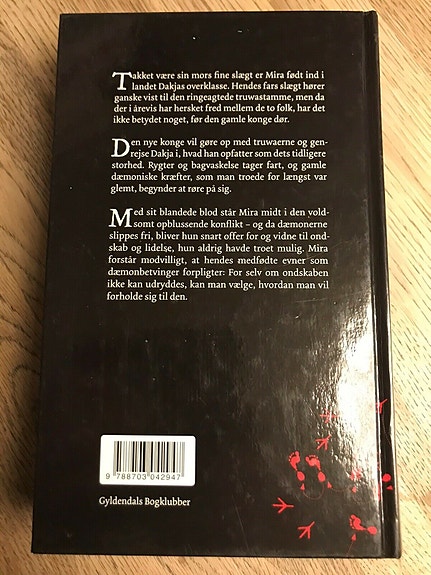 Takket være sin mors fine slægt er Mira født ind i
landet Dakjas overklasse. Hendes fars slægt hører
ganske vist til den ringeagtede truwastamme, men da
der i årevis har hersket fred mellem de to folk, har det
ikke betydet noget, før den gamle konge dør.
Den nye konge vil gøre op med truwaerne og gen-
rejse Dakja i, hvad han opfatter som dets tidligere
storhed. Rygter og bagvaskelse tager fart, og gamle
dæmoniske kræfter, som man troede for længst var
glemt, begynder at røre på sig.
Med sit blandede blod står Mira midt i den vold-
somt opblussende konflikt – og da dæmonerne
slippes fri, bliver hun snart offer for og vidne til ond-
skab og lidelse, hun aldrig havde troet mulig. Mira
forstår modvilligt, at hendes medfødte evner som
dæmonbetvinger forpligter: For selv om ondskaben
ikke kan udryddes, kan man vælge, hvordan man vil
forholde sig til den.
9 788703 042947
Gyldendals Bogklubber